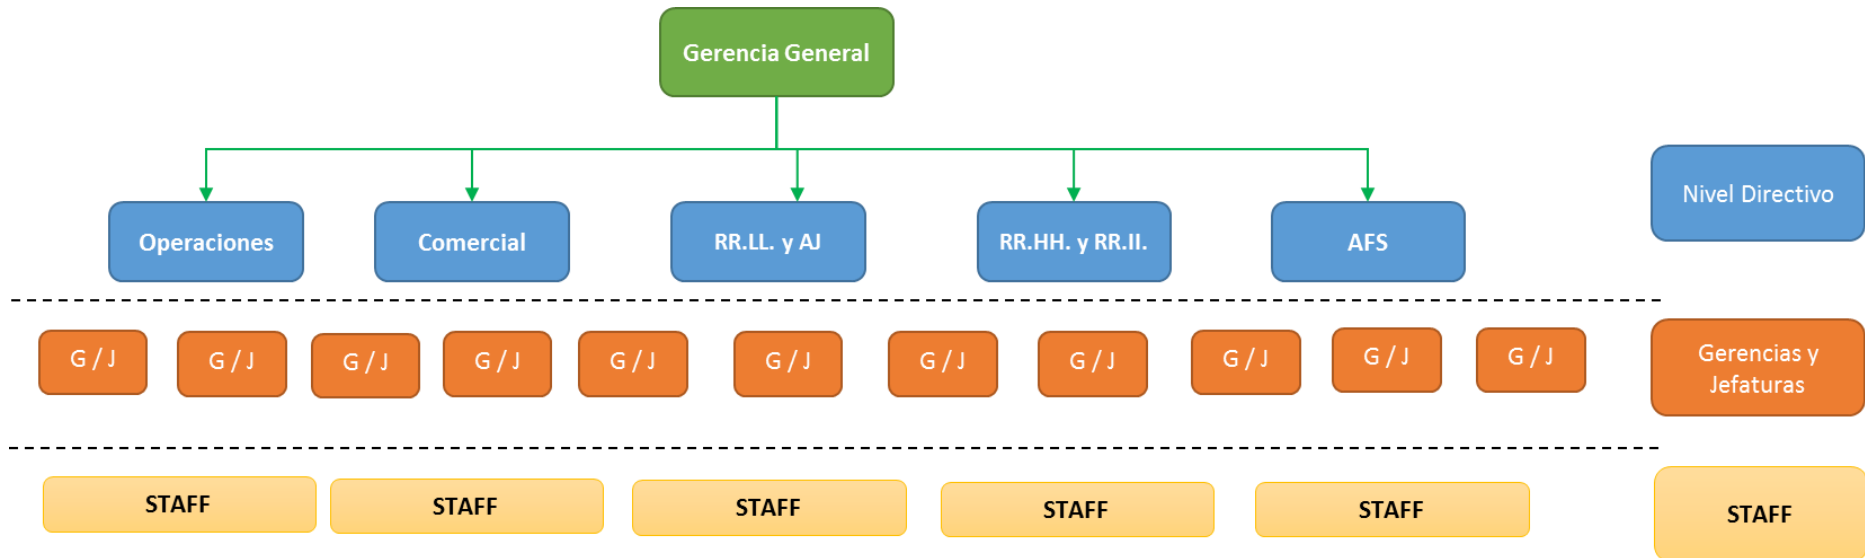 Gerencia General
Operaciones
Comercial
RR.LL. y AJ
RR.HH. y RR.II.
AFS
Nivel Directivo
G / J
G / J
G / J
G / J
G / J
G / J
G / J
G / J
G / J
G / J
G / J
Gerencias y
Jefaturas
STAFF
STAFF
STAFF
STAFF
STAFF
STAFF